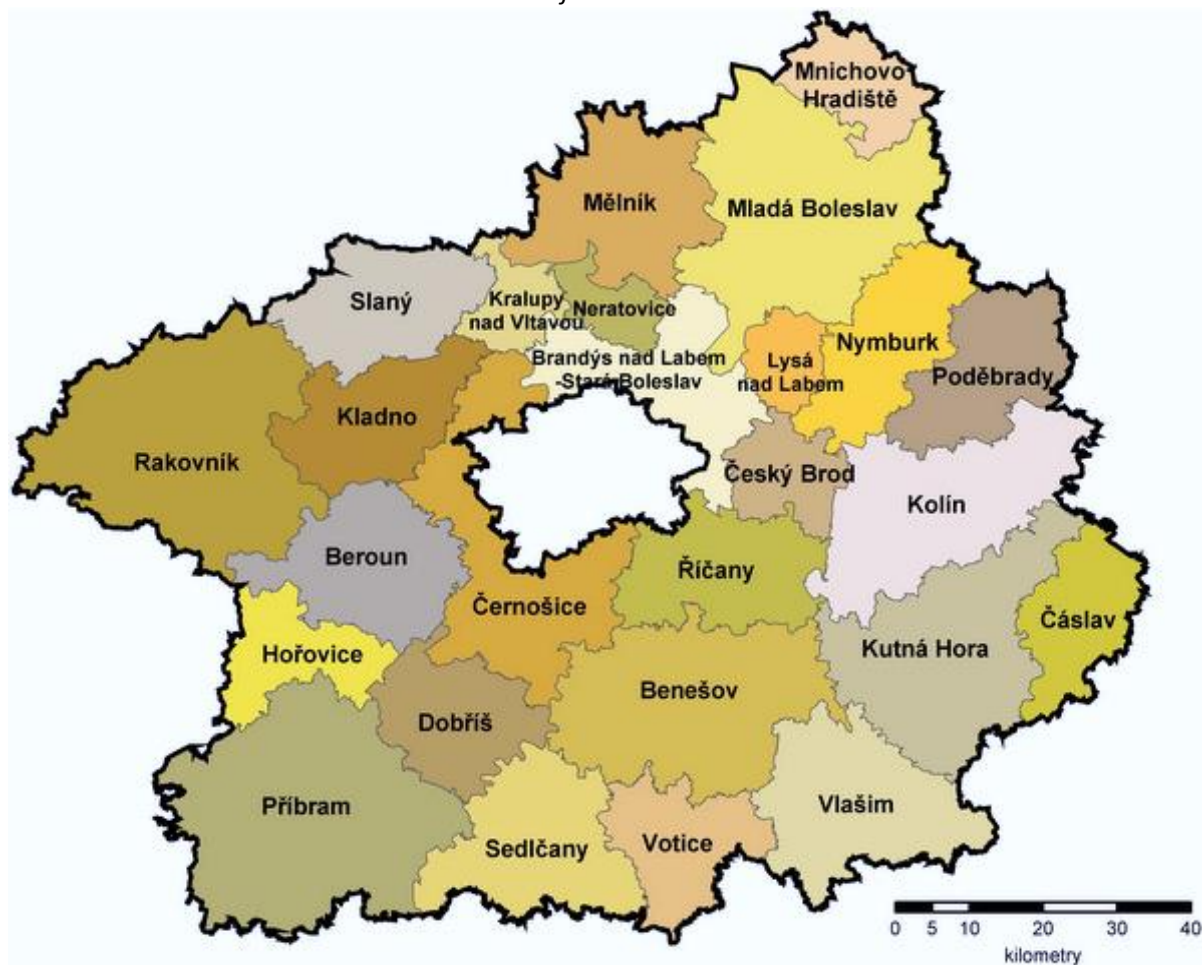 j
Mnichovo-
Hradiště
Mělník
Mladá Boleslav
Slaný
Kralupy
nad Vltavou
Neratovice
Brandýs nad Labem
-Stará Boleslav
Lysá
nad Labem
Nymburk
Poděbrady
Kladno
Rakovník
Český Brod
Kolín
Beroun
Říčany
Černošice
Čáslav
Kutná Hora
Hořovice
Benešov
Dobříš
Příbram
Vlašim
Sedlčany
Votice
0 5 10 20 30 40
kilometry